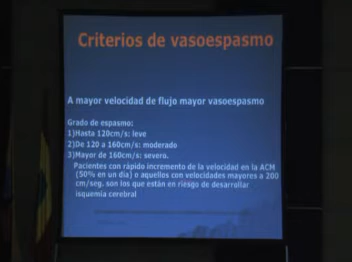 Criterios de vasoespasmo
A mayor velocidad de flujo mayor vasoespasmo
Grado de espasmo:
1)Hasta 120cm/s: leve
2)De 120 a 160cm/s: moderado
3)Mayor de 160cm/s: severo.
Pacientes con rápido incremento de la velocidad en la ACM
(50% en un día) o aquellos con velocidades mayores a 200
cm/seg. son los que están en riesgo de desarrollar
isquemia cerebral